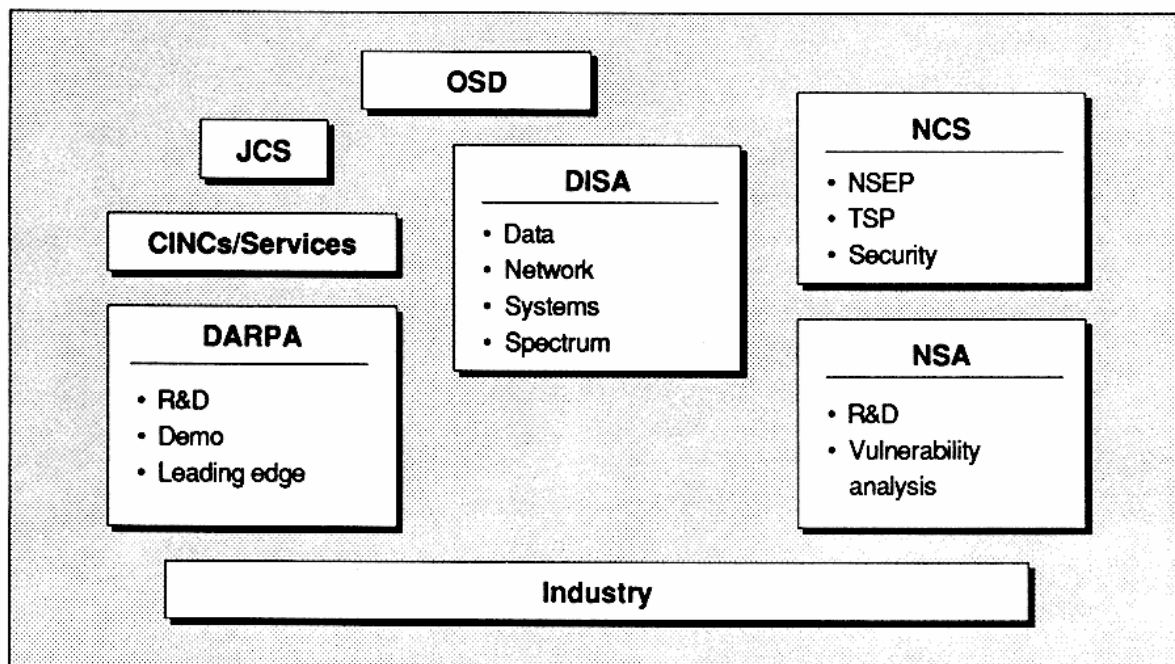 OSD
JCS
CINCs/Services
DISA
• Data
• Network
• Systems
• Spectrum
NCS
• NSEP
• TSP
• Security
DARPA
• R&D
• Demo
• Leading edge
NSA
• R&D
• Vulnerability
analysis
Industry